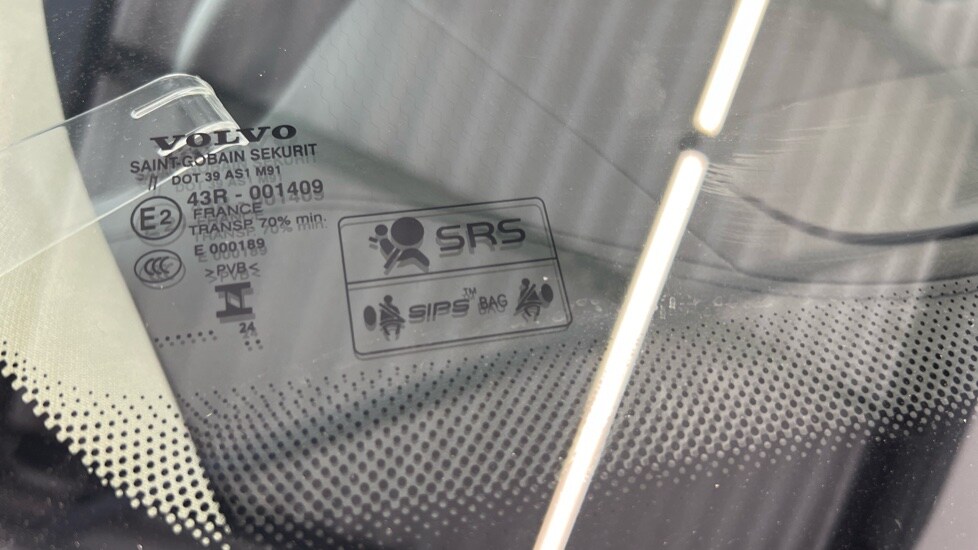 VOLVO
SAINT-GOBAIN SEKURIT
// DOT 39 AS1 M91
43R - 001409
E2
FRANCE
TRANSP. 70% min.
E 000189
CCC
>PVB<
24
SRS
SIPS™ BAG